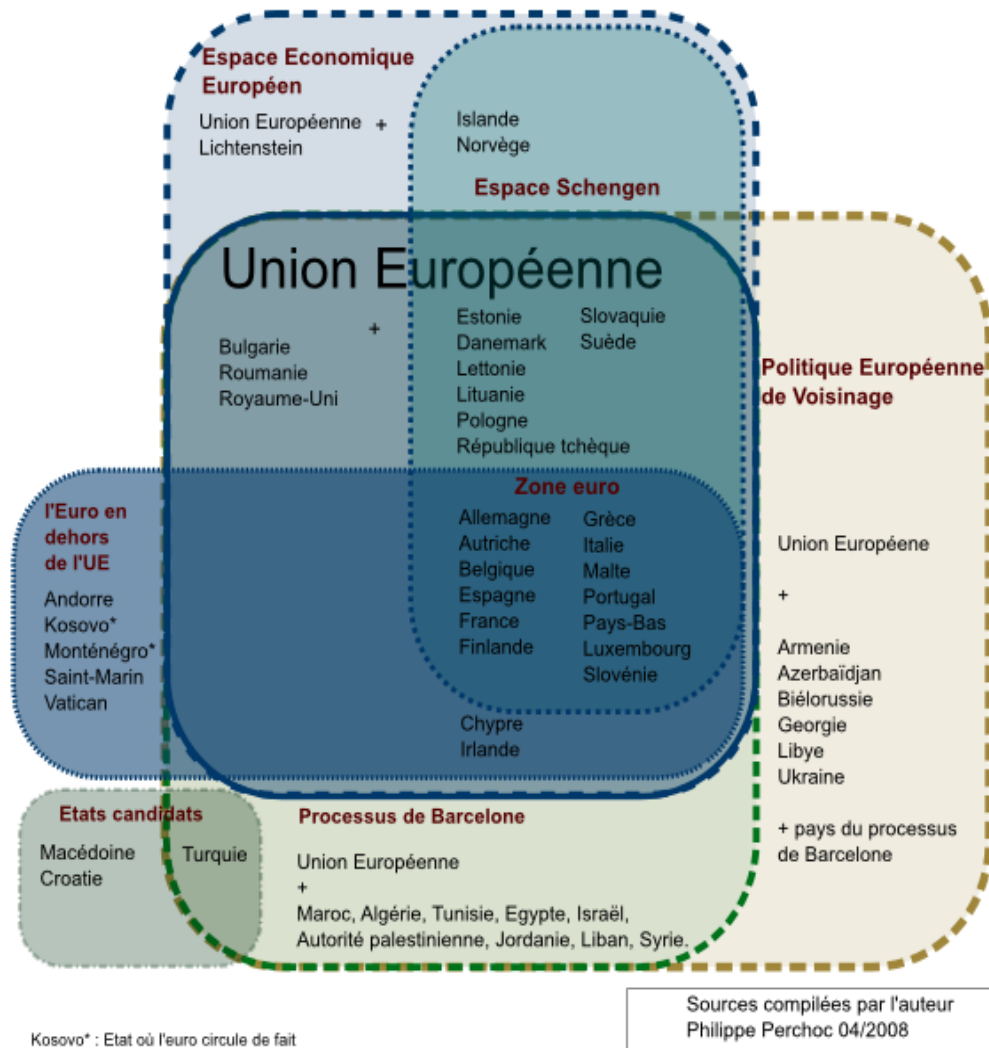 Espace Economique
Européen
Union Européenne +
Lichtenstein
Islande
Norvège
Espace Schengen
Union Européenne
+
Bulgarie
Roumanie
Royaume-Uni
Estonie Slovaquie
Danemark Suède
Lettonie
Lituanie
Pologne
République tchèque
Politique Européenne
de Voisinage
Union Européene
+
Armenie
Azerbaïdjan
Biélorussie
Georgie
Libye
Ukraine
+ pays du processus
de Barcelone
l'Euro en
dehors
de l'UE
Andorre
Kosovo*
Monténégro*
Saint-Marin
Vatican
Zone euro
Allemagne Grèce
Autriche Italie
Belgique Malte
Espagne Portugal
France Pays-Bas
Finlande Luxembourg
Slovénie
Chypre
Irlande
Etats candidats
Macédoine Turquie
Croatie
Processus de Barcelone
Union Européenne
+
Maroc, Algérie, Tunisie, Egypte, Israël,
Autorité palestinienne, Jordanie, Liban, Syrie.
Kosovo* : Etat où l'euro circule de fait
Sources compilées par l'auteur
Philippe Perchoc 04/2008